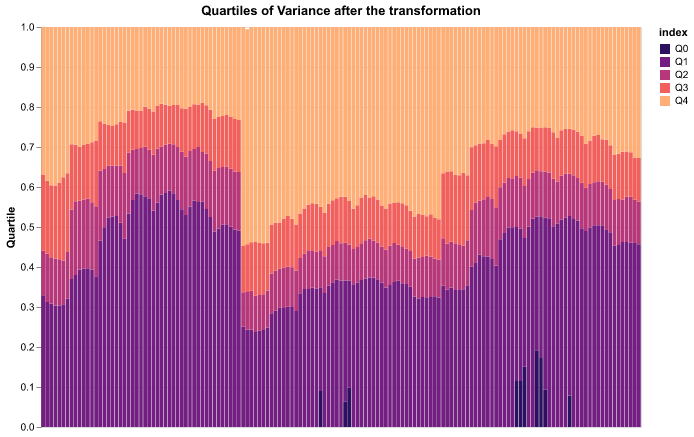 Quartiles of Variance after the transformation
1.0
0.9
0.8
0.7
0.6
0.5
0.4
0.3
0.2
0.1
0.0
Quartile
index
Q0
Q1
Q2
Q3
Q4